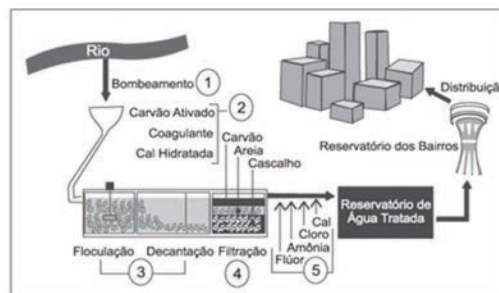 Rio
Bombeamento 1
Carvão Ativado
Coagulante
Cal Hidratada
2
Carvão
Areia
Cascalho
Distribuiçã
Reservatório dos Bairros
Cal
Cloro
Amônia
Flúor
Reservatório de
Água Tratada
Floculação Decantação Filtração
3 4 5